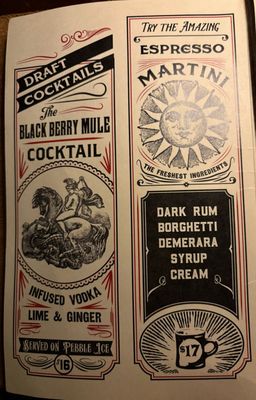 DRAFT
COCKTAILS
The
BLACK BERRY MULE
COCKTAIL
INFUSED VODKA
LIME & GINGER
SERVED ON PEBBLE ICE
$16
TRY THE AMAZING
ESPRESSO
MARTINI
THE FRESHEST INGREDIENTS
DARK RUM
BORGHETTI
DEMERARA
SYRUP
CREAM
$17